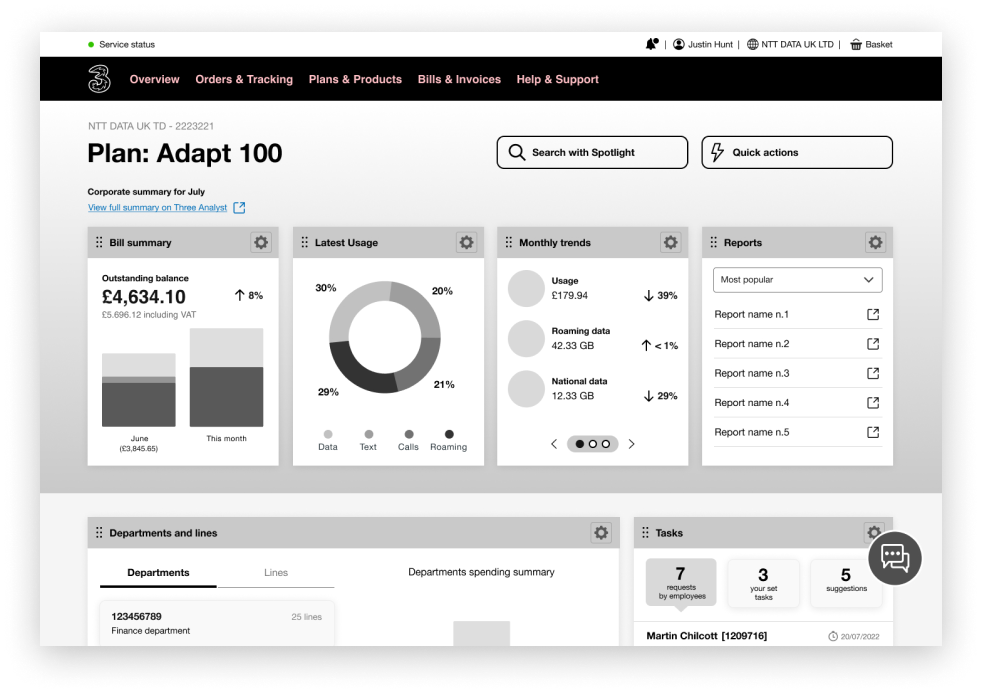 Service status
Justin Hunt | NTT DATA UK LTD | Basket
3 Overview Orders & Tracking Plans & Products Bills & Invoices Help & Support
NTT DATA UK TD - 2223221
Plan: Adapt 100
Search with Spotlight
Quick actions
Corporate summary for July
View full summary on Three Analyst
Bill summary
Outstanding balance
£4,634.10
8%
£5.696.12 including VAT
June
(£3,845.65)
This month
Latest Usage
30%
20%
29%
21%
Data Text Calls Roaming
Monthly trends
Usage
£179.94
39%
Roaming data
42.33 GB
< 1%
National data
12.33 GB
29%
Reports
Most popular
Report name n.1
Report name n.2
Report name n.3
Report name n.4
Report name n.5
Departments and lines
Departments Lines
123456789 25 lines
Finance department
Departments spending summary
Tasks
7
requests
by employees
3
your set
tasks
5
suggestions
Martin Chilcott [1209716] 20/07/2022